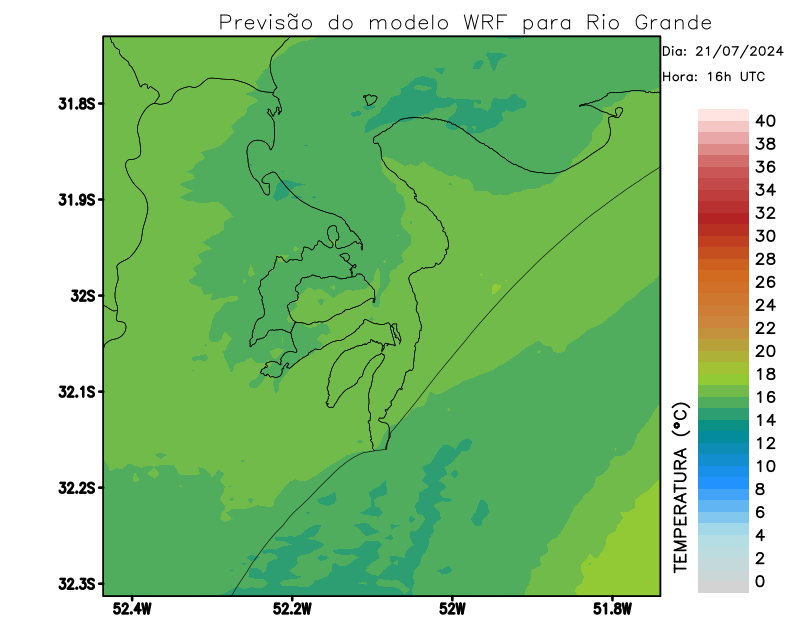 Previsão do modelo WRF para Rio Grande
Dia: 21/07/2024
Hora: 16h UTC
31.8S
31.9S
32S
32.1S
32.2S
32.3S
52.4W
52.2W
52W
51.8W
TEMPERATURA (°C)
40
38
36
34
32
30
28
26
24
22
20
18
16
14
12
10
8
6
4
2
0